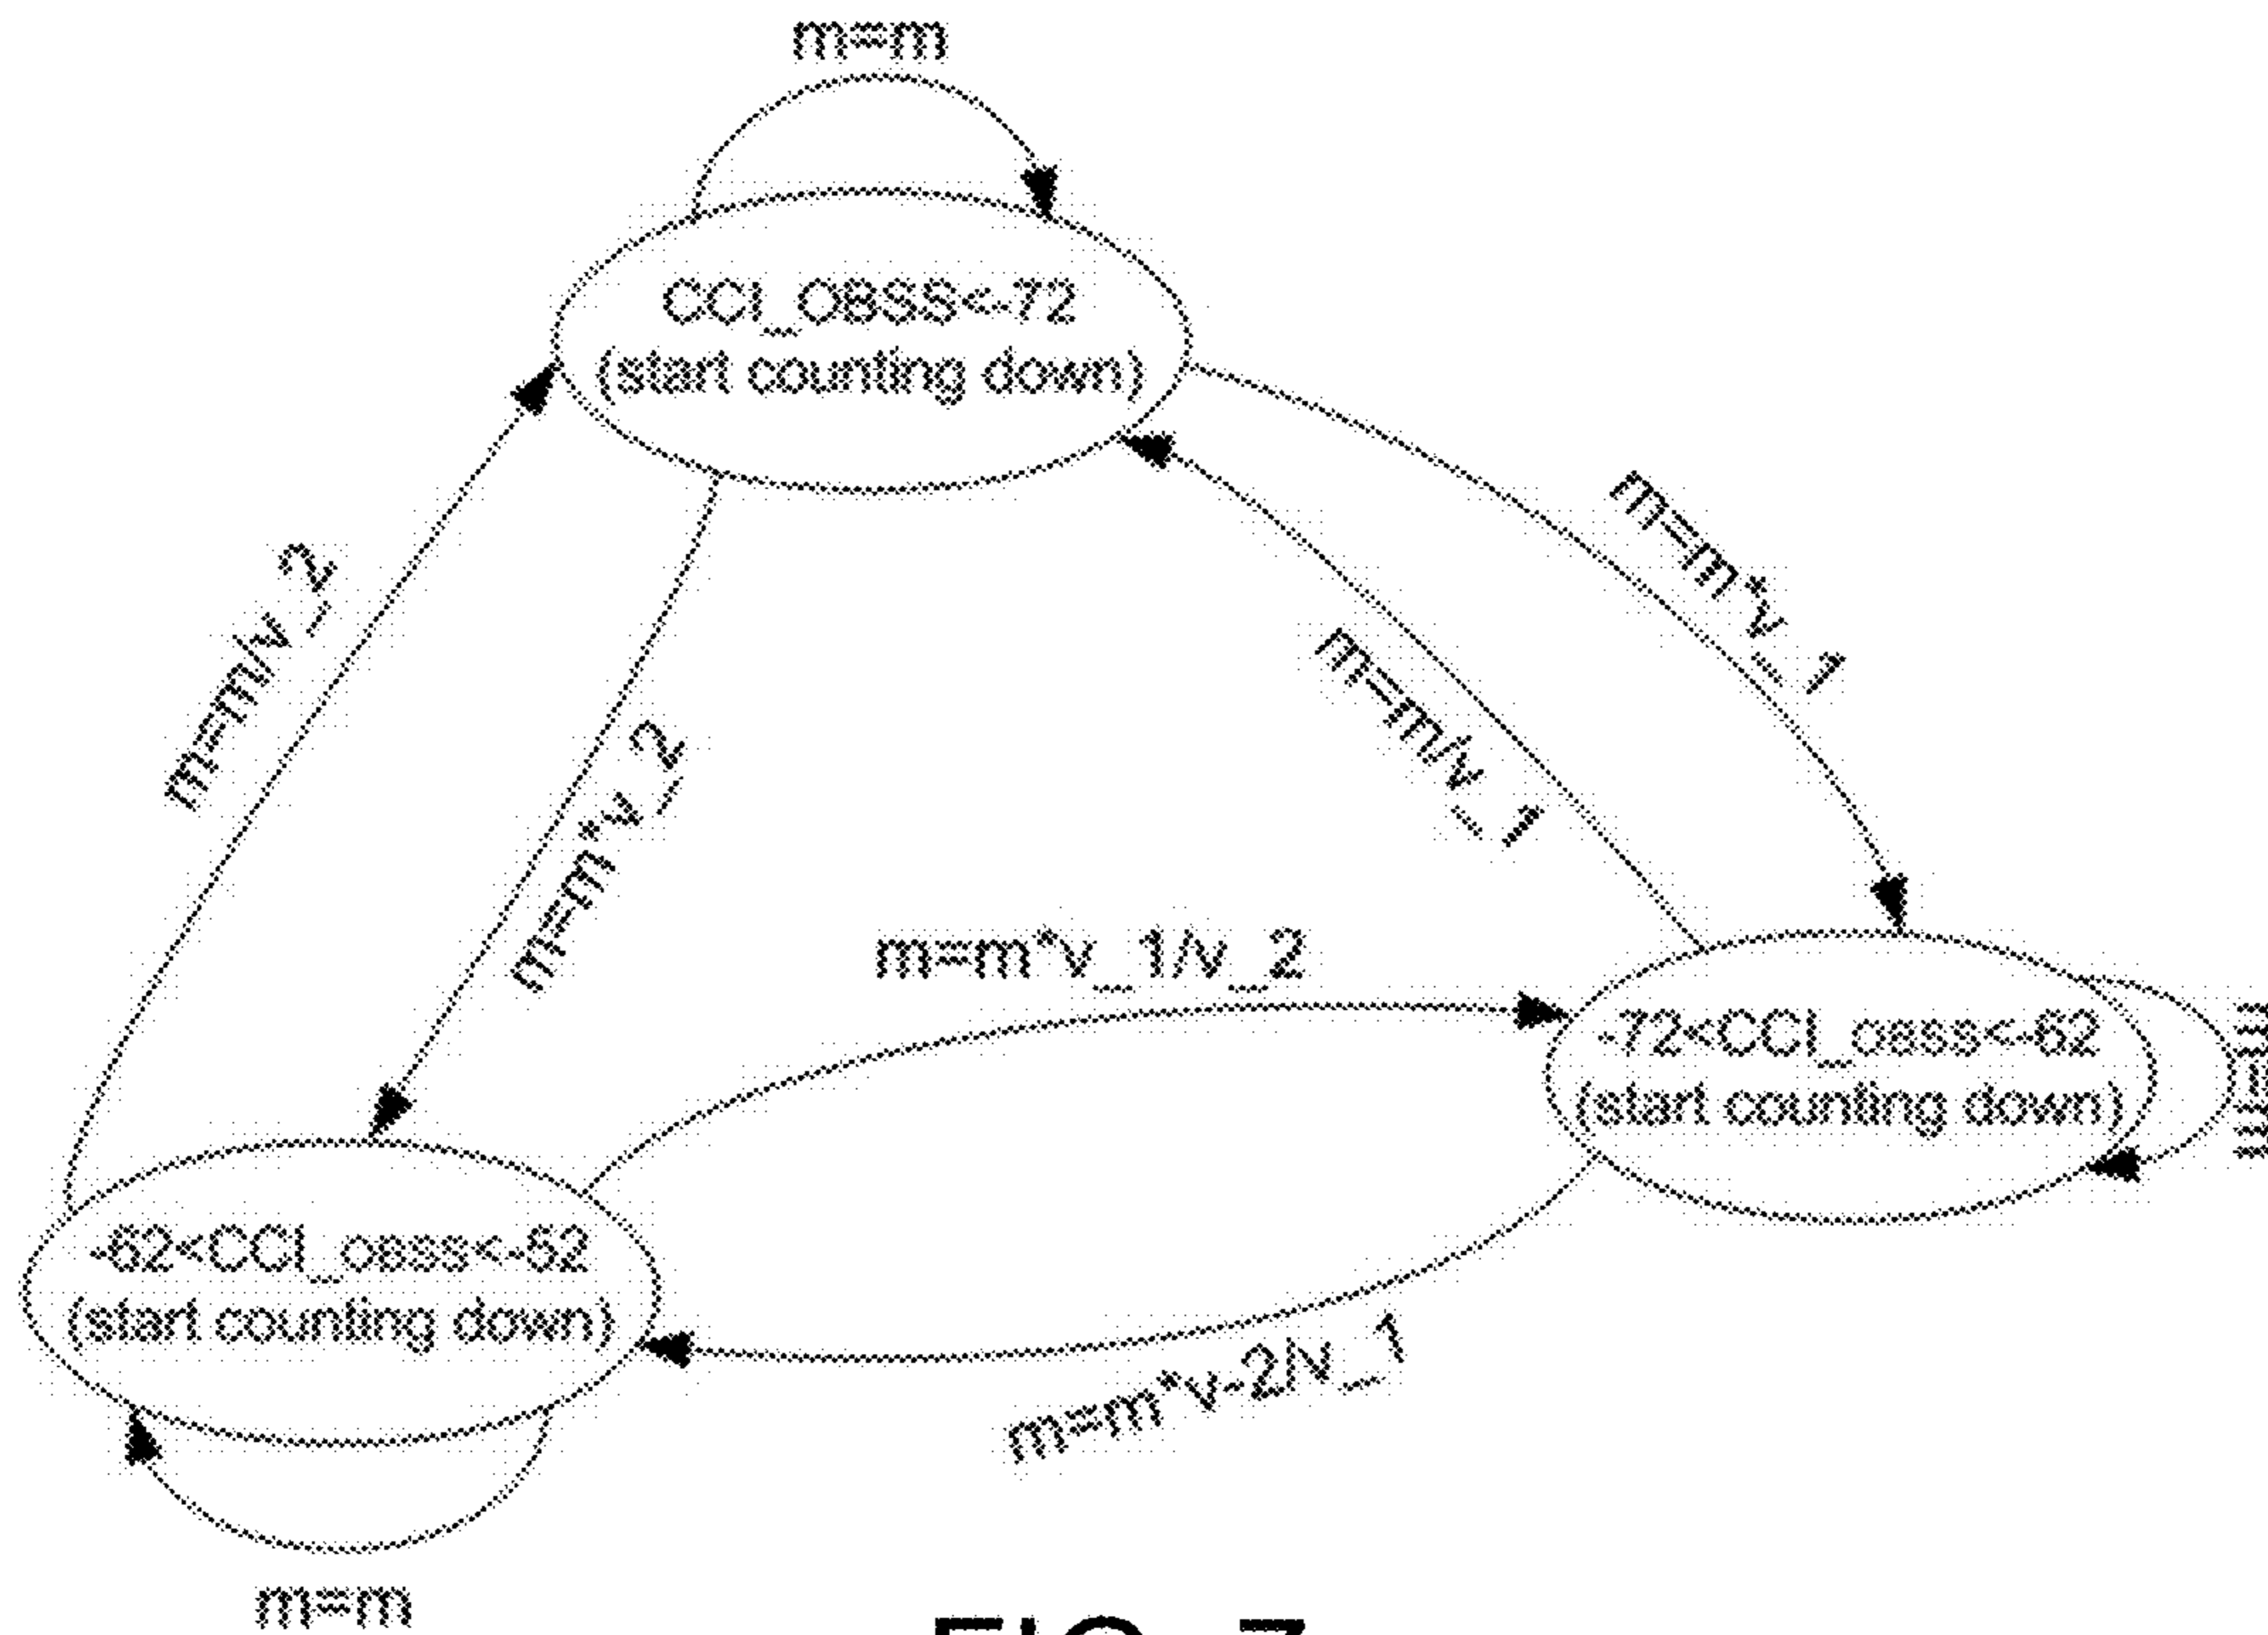 m=m
CCI_OBSS<-72
(start counting down)
m=m/v_2
m=m*v_2
m=m/v_1
m=m*v_1
m=m*v_1/v_2
-72<CCI_OBSS<-62
(start counting down)
m=m
-62<CCI_OBSS<-52
(start counting down)
m=m*v-2/v_1
m=m